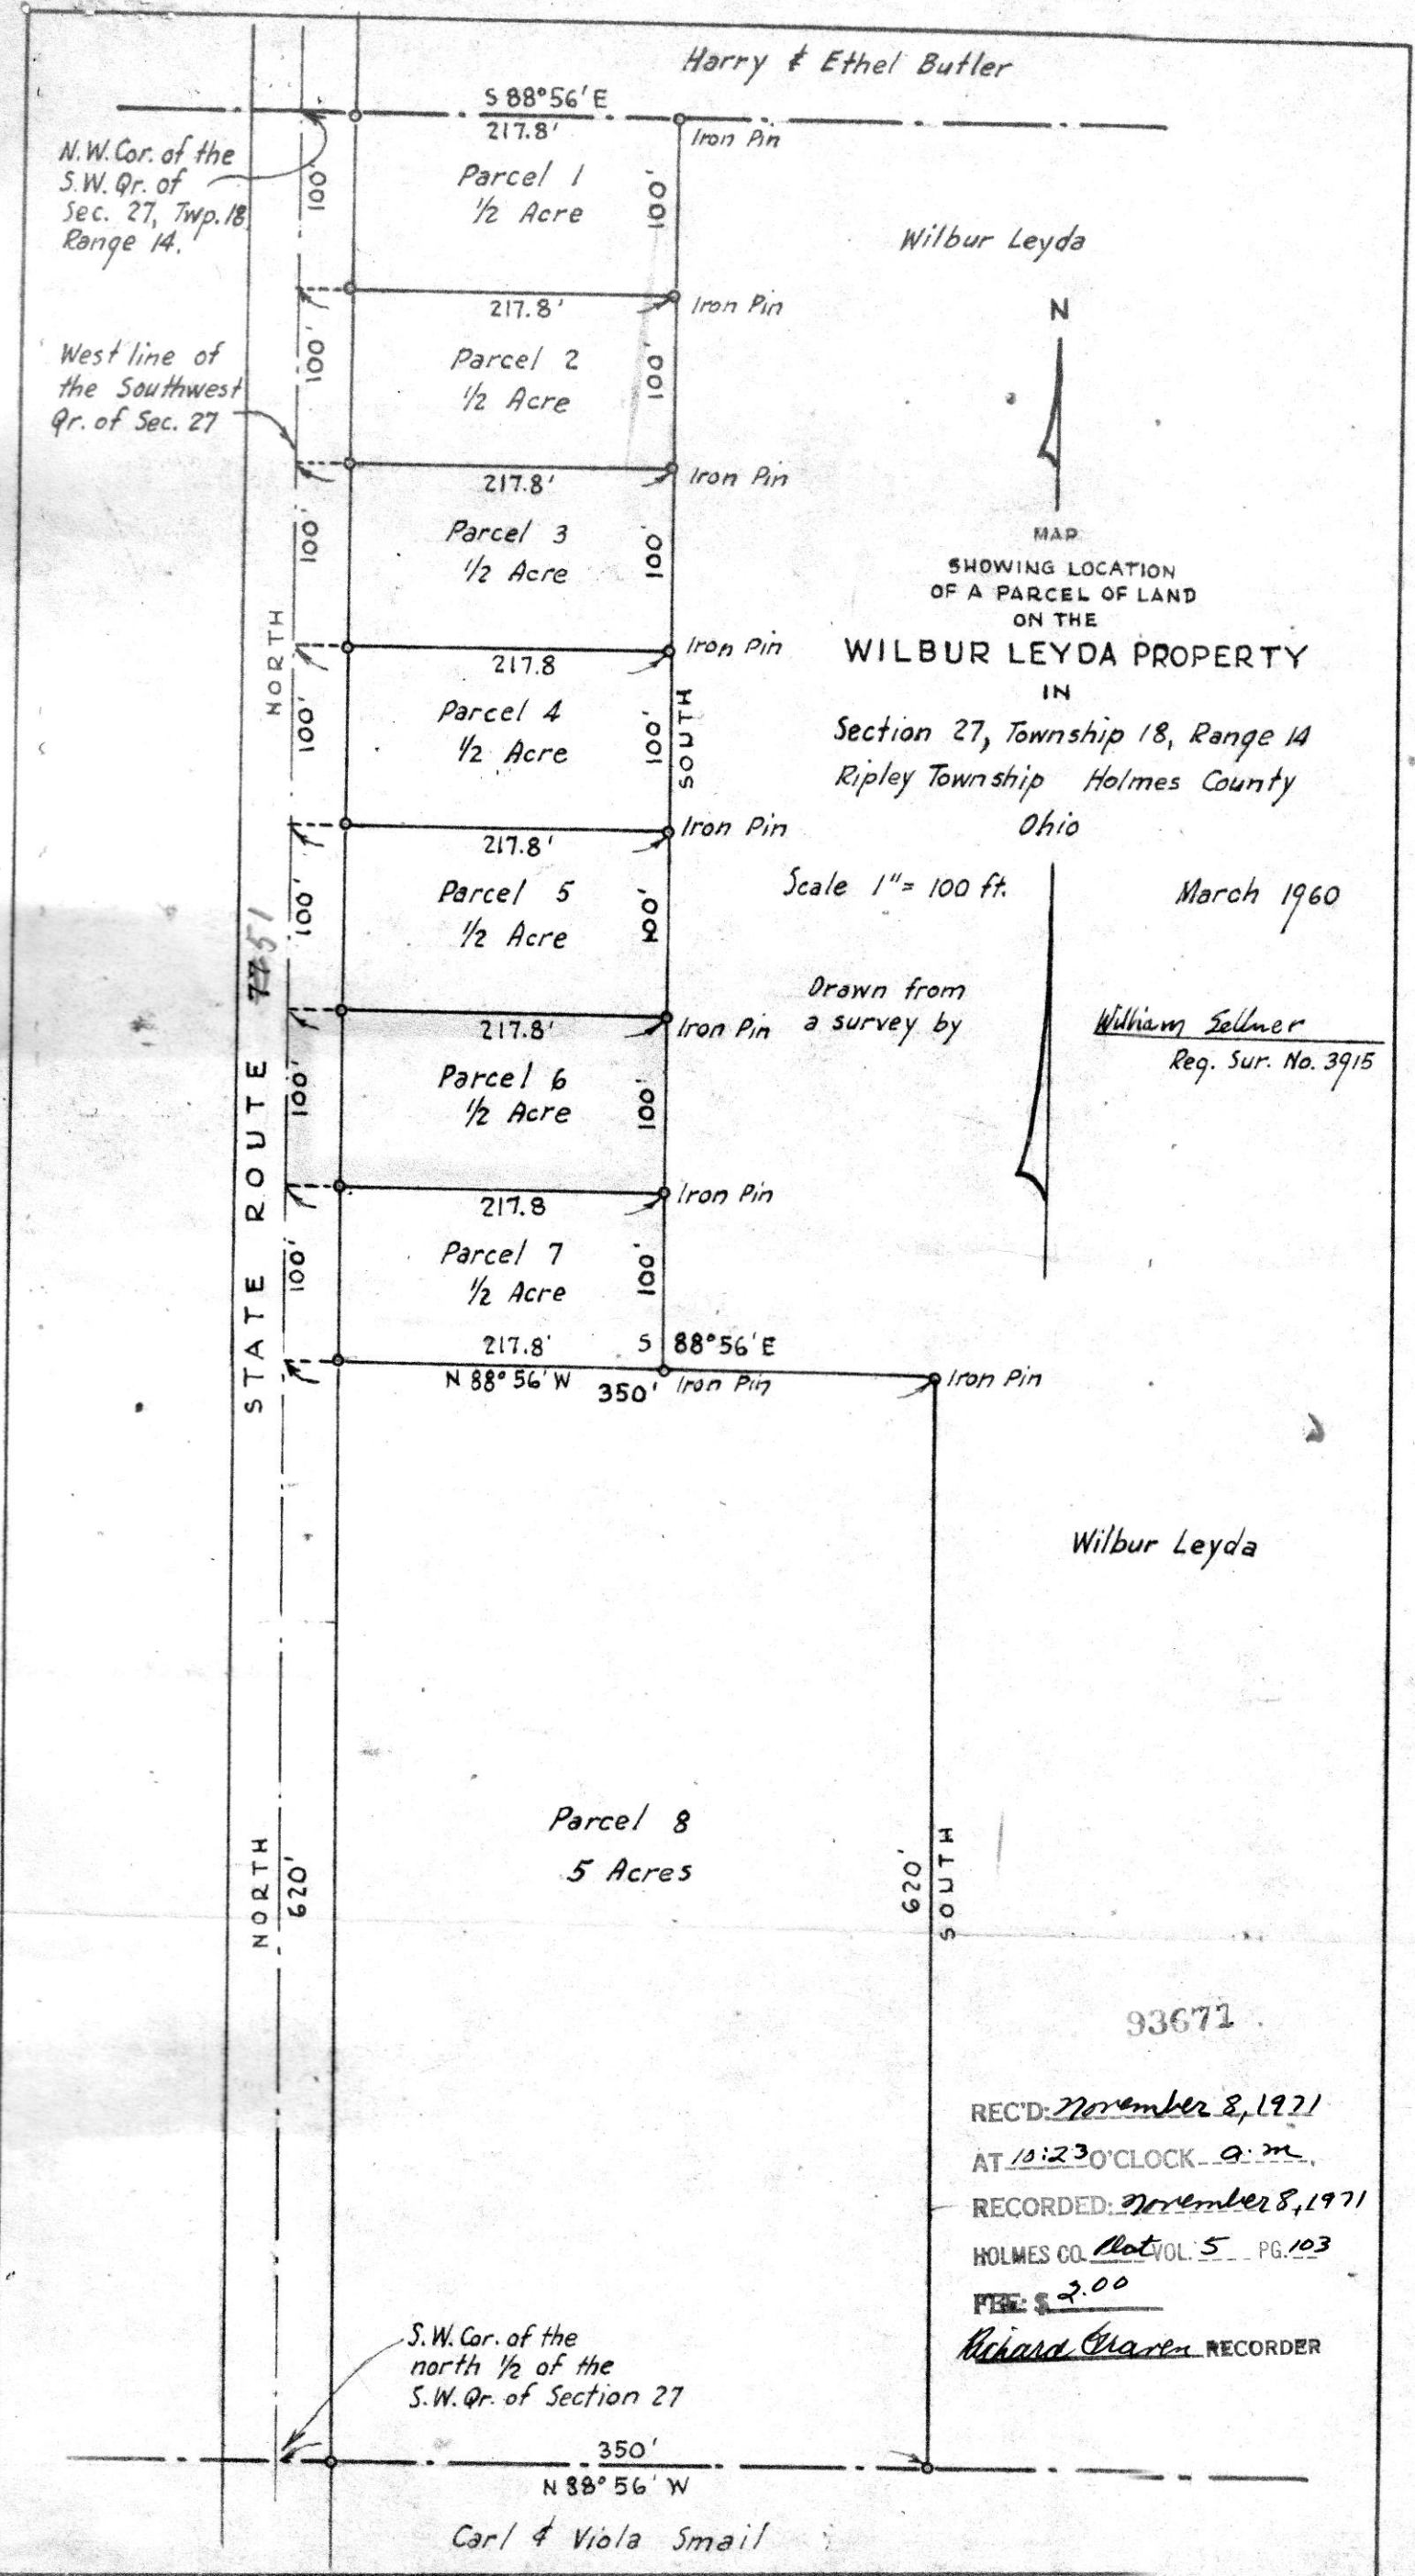 Harry & Ethel Butler
S 88°56' E
217.8'
Iron Pin
N.W. Cor. of the
S.W. Qr. of
Sec. 27, Twp. 18
Range 14.
100'
Parcel 1
1/2 Acre
100'
Wilbur Leyda
217.8'
Iron Pin
N
West line of
the Southwest
Qr. of Sec. 27
100'
Parcel 2
1/2 Acre
100'
217.8'
Iron Pin
100'
Parcel 3
1/2 Acre
100'
MAP
SHOWING LOCATION
OF A PARCEL OF LAND
ON THE
WILBUR LEYDA PROPERTY
IN
Section 27, Township 18, Range 14
Ripley Township Holmes County
Ohio
NORTH
217.8
Iron Pin
100'
Parcel 4
1/2 Acre
100'
SOUTH
217.8'
Iron Pin
Scale 1" = 100 ft.
March 1960
100'
Parcel 5
1/2 Acre
100'
STATE ROUTE 77 51
Drawn from
a survey by
William Sellner
Reg. Sur. No. 3915
217.8'
Iron Pin
100'
Parcel 6
1/2 Acre
100'
217.8
Iron Pin
100'
Parcel 7
1/2 Acre
100'
217.8'
S 88°56' E
N 88°56' W
350'
Iron Pin
Iron Pin
Wilbur Leyda
Parcel 8
5 Acres
NORTH
620'
620'
SOUTH
93671
REC'D: November 8, 1971
AT 10:23 O'CLOCK a.m.
RECORDED: November 8, 1971
HOLMES CO. Plat VOL. 5 PG. 103
FEE: $ 2.00
Richard Graven RECORDER
S.W. Cor. of the
north 1/2 of the
S.W. Qr. of Section 27
350'
N 88°56' W
Carl & Viola Smail